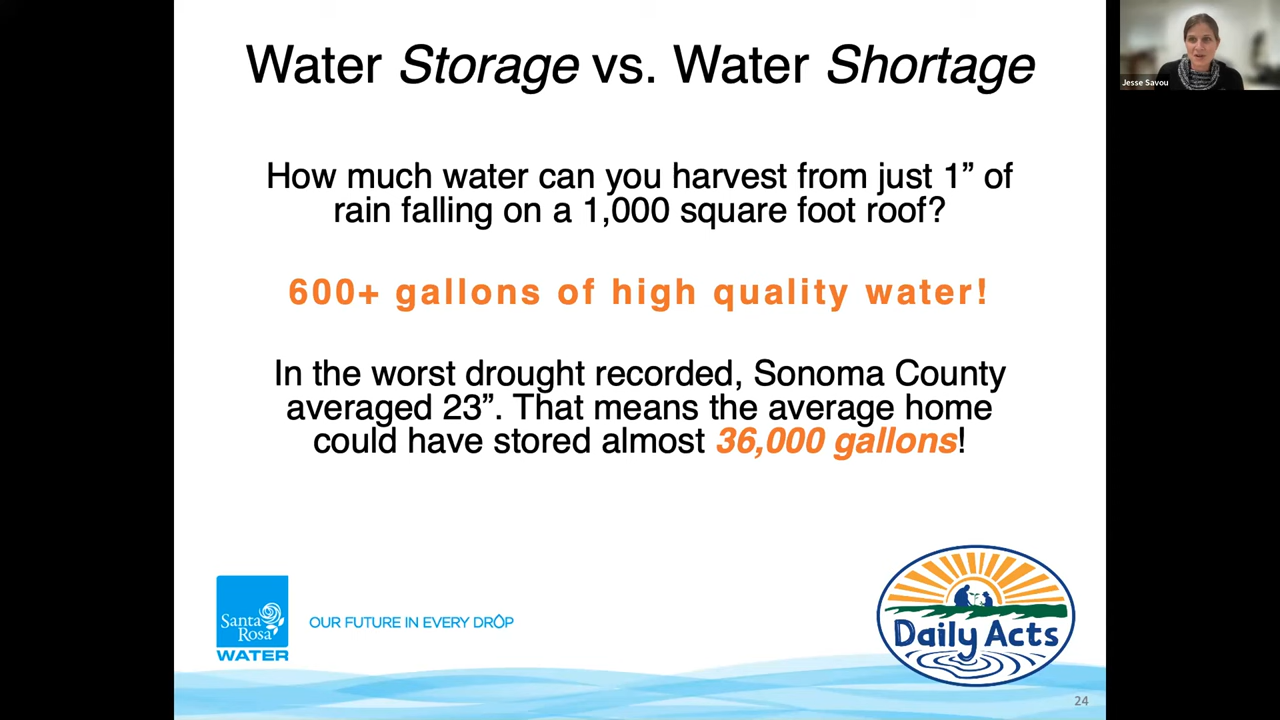 Water Storage vs. Water Shortage
Jesse Savou
How much water can you harvest from just 1” of
rain falling on a 1,000 square foot roof?
600+ gallons of high quality water!
In the worst drought recorded, Sonoma County
averaged 23”. That means the average home
could have stored almost 36,000 gallons!
Santa
Rosa
WATER
OUR FUTURE IN EVERY DROP
Daily Acts
24